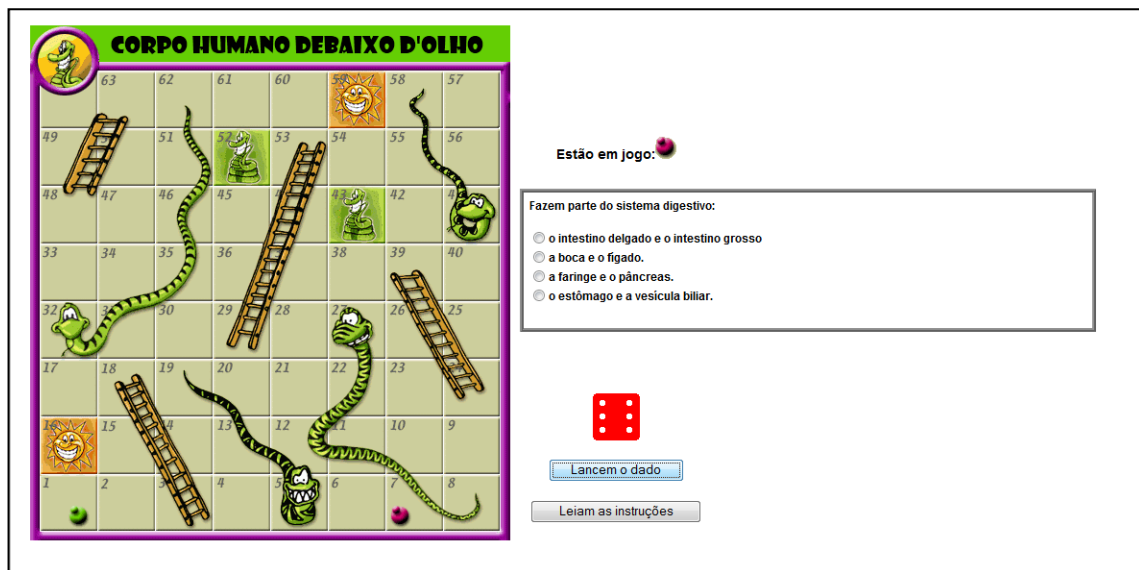 CORPO HUMANO DEBAIXO D'OLHO
63 62 61 60 59 58 57
49 51 52 53 54 55 56
48 47 46 45 43 42
33 34 35 36 38 39 40
32 30 29 28 27 26 25
17 18 19 20 21 22 23
16 15 14 13 12 11 10 9
1 2 3 4 5 6 7 8
Estão em jogo:
Fazem parte do sistema digestivo:
o intestino delgado e o intestino grosso
a boca e o fígado.
a faringe e o pâncreas.
o estômago e a vesícula biliar.
Lancem o dado
Leiam as instruções